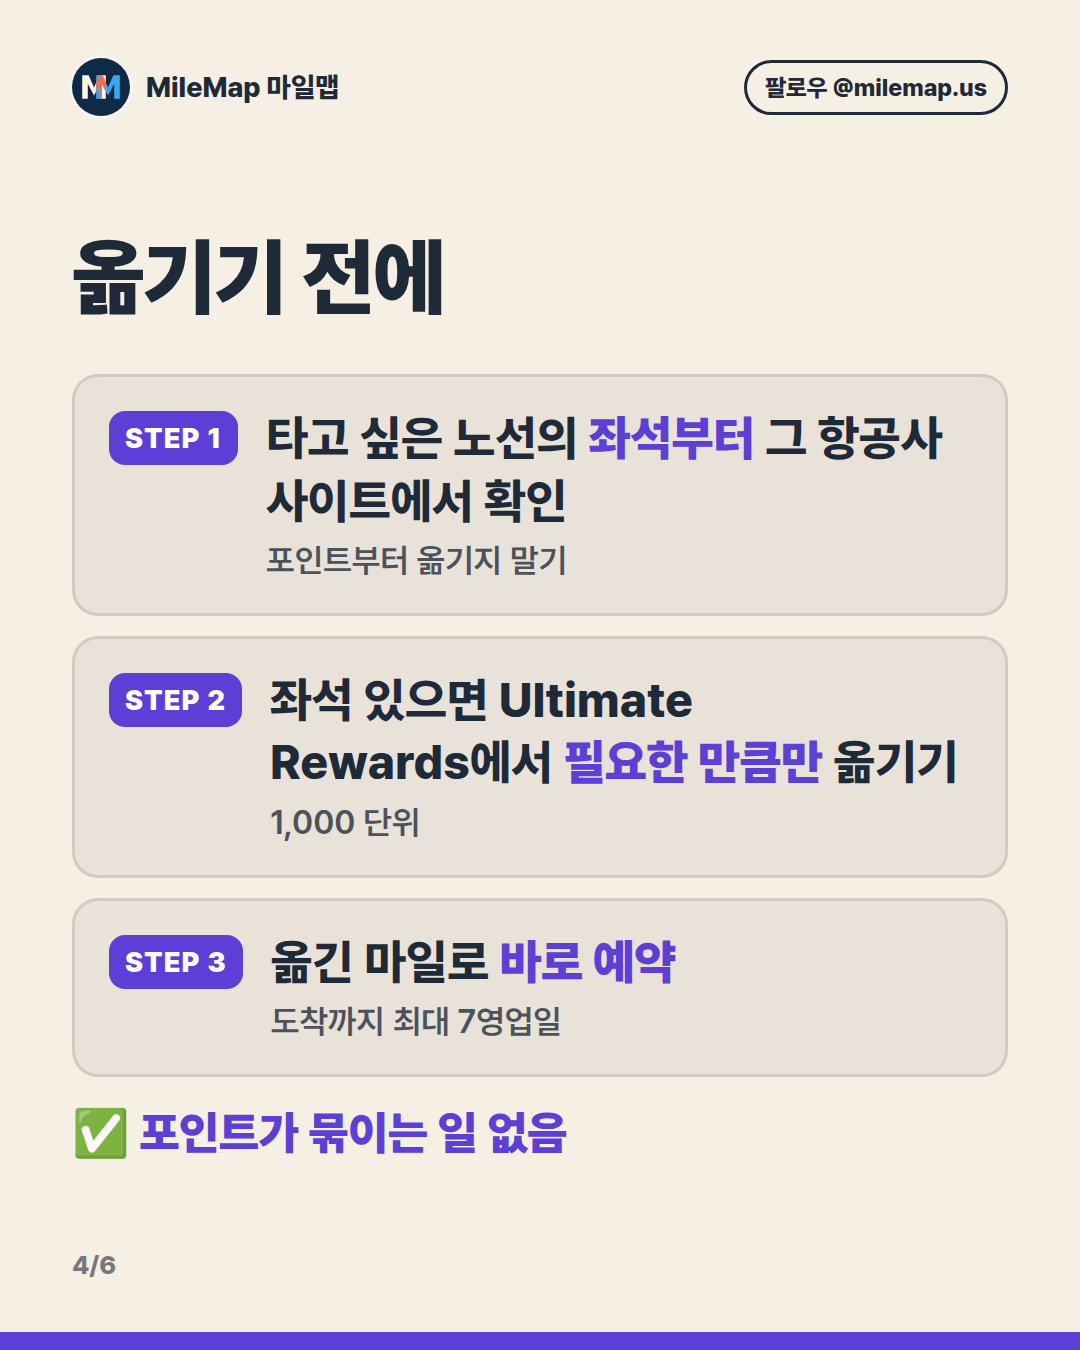 MileMap 마일맵
팔로우 @milemap.us
옮기기 전에
STEP 1
타고 싶은 노선의 좌석부터 그 항공사
사이트에서 확인
포인트부터 옮기지 말기
STEP 2
좌석 있으면 Ultimate
Rewards에서 필요한 만큼만 옮기기
1,000 단위
STEP 3
옮긴 마일로 바로 예약
도착까지 최대 7영업일
✅ 포인트가 묶이는 일 없음
4/6